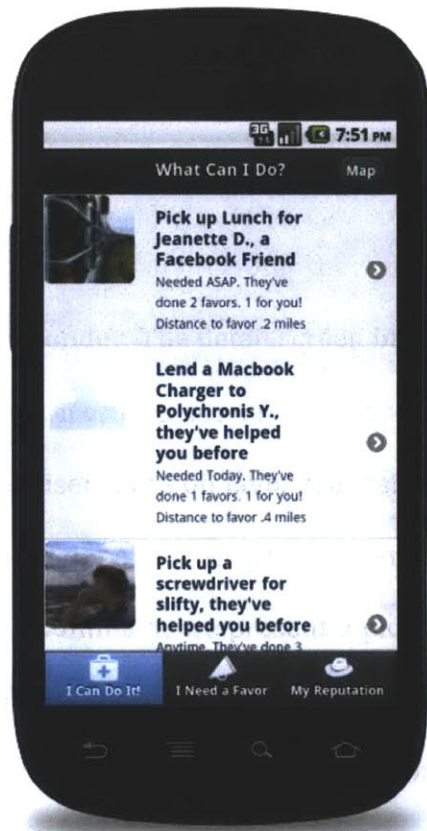 3G 7:51 PM
What Can I Do? Map
Pick up Lunch for
Jeanette D., a
Facebook Friend
Needed ASAP. They've
done 2 favors. 1 for you!
Distance to favor .2 miles
Lend a Macbook
Charger to
Polychronis Y.,
they've helped
you before
Needed Today. They've
done 1 favors. 1 for you!
Distance to favor .4 miles
Pick up a
screwdriver for
slifty, they've
helped you before
Anytime. They've done 3
I Can Do It! I Need a Favor My Reputation